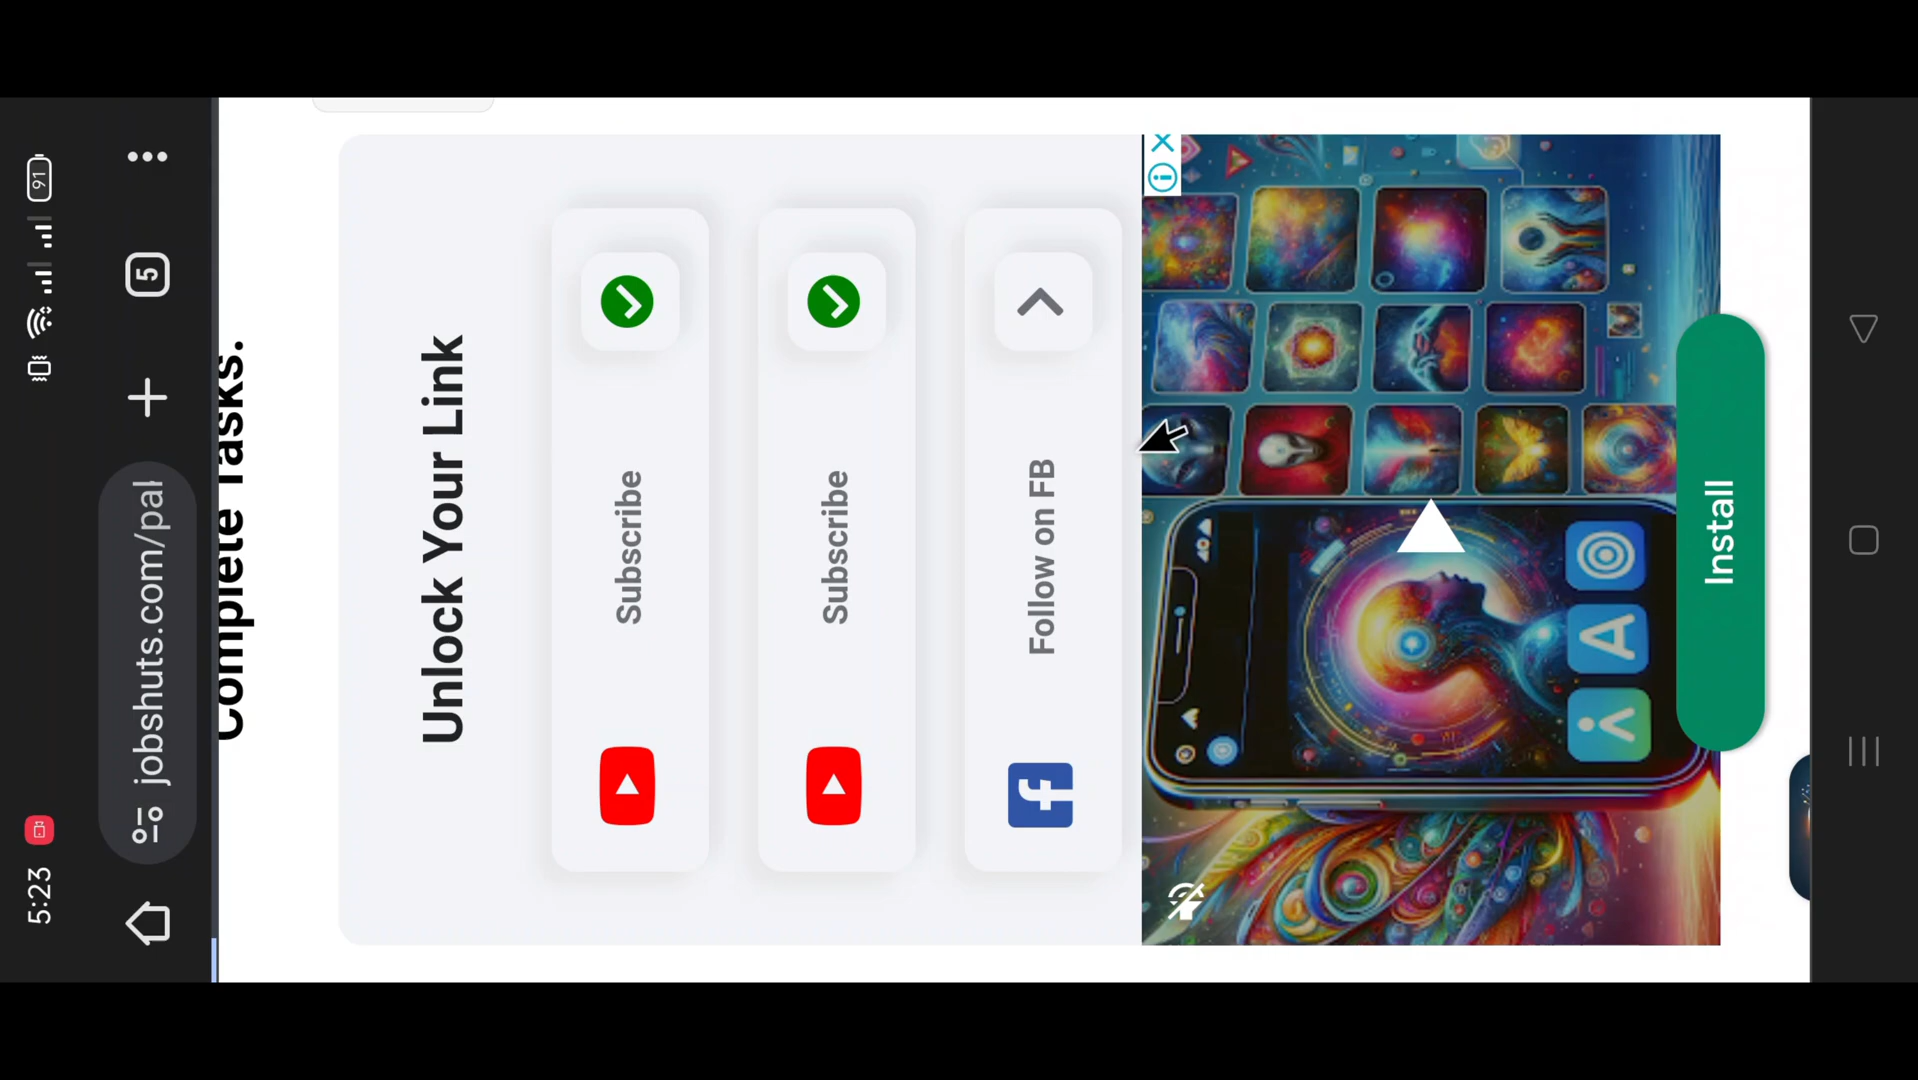 5:23
91
jobshuts.com/pal
5
Complete Tasks.
Unlock Your Link
Subscribe
Subscribe
Follow on FB
Install